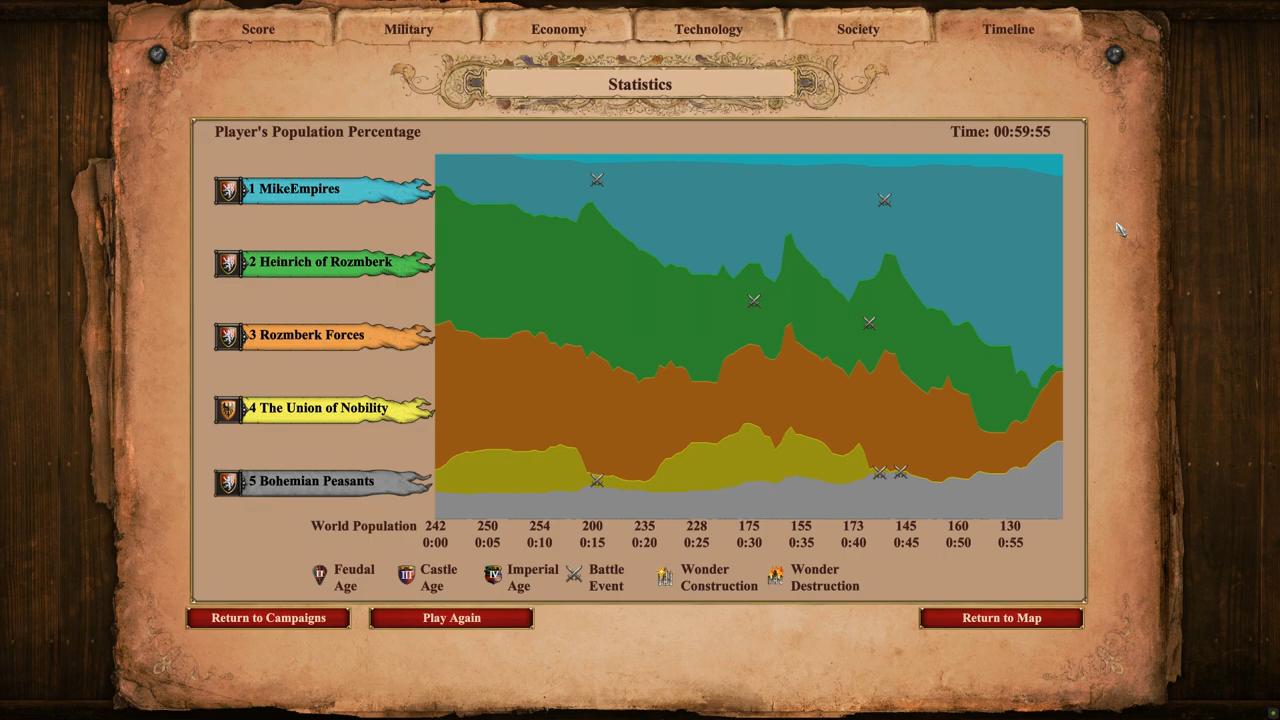 Score Military Economy Technology Society Timeline
Statistics
Player's Population Percentage Time: 00:59:55
1 MikeEmpires
2 Heinrich of Rozmberk
3 Rozmberk Forces
4 The Union of Nobility
5 Bohemian Peasants
World Population 242 250 254 200 235 228 175 155 173 145 160 130
0:00 0:05 0:10 0:15 0:20 0:25 0:30 0:35 0:40 0:45 0:50 0:55
II Feudal Age
III Castle Age
IV Imperial Age
Battle Event
Wonder Construction
Wonder Destruction
Return to Campaigns Play Again Return to Map